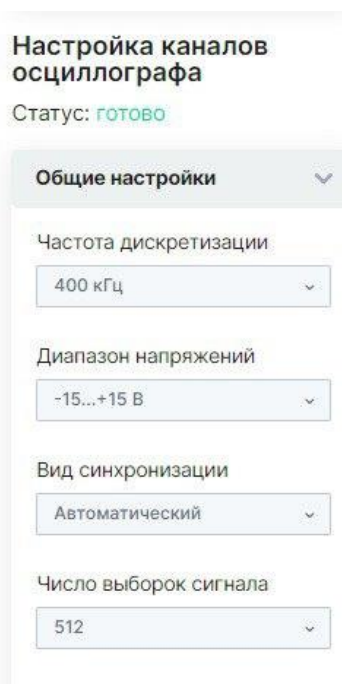 Настройка каналов
осциллографа
Статус: готово
Общие настройки
Частота дискретизации
400 кГц
Диапазон напряжений
-15...+15 В
Вид синхронизации
Автоматический
Число выборок сигнала
512